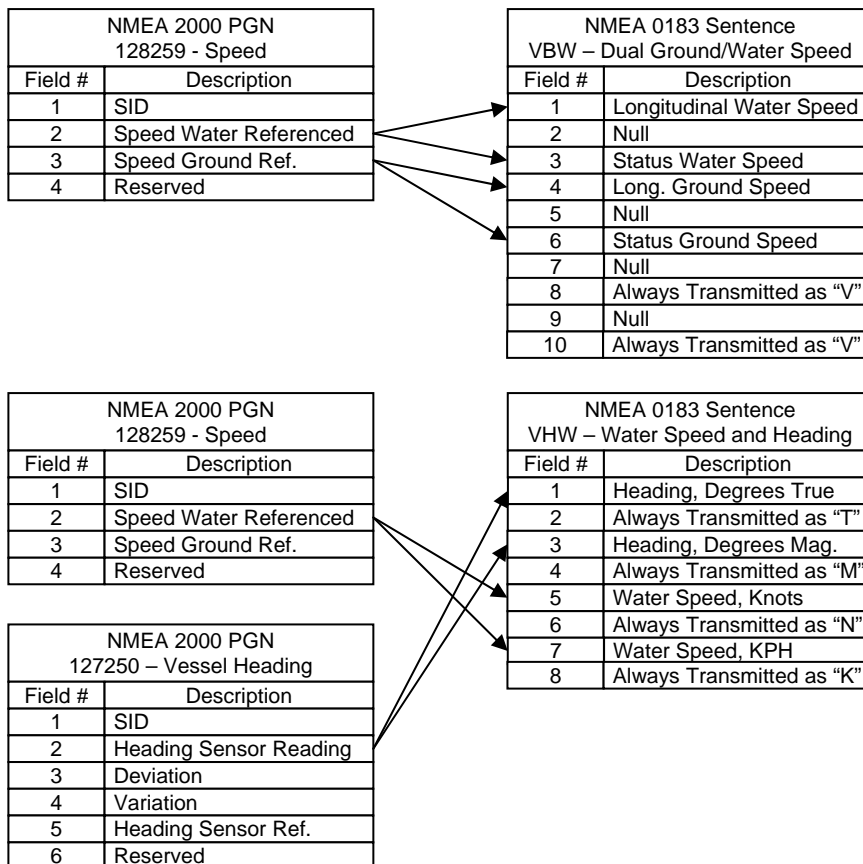 NMEA 2000 PGN
128259 - Speed
Field # Description
1 SID
2 Speed Water Referenced
3 Speed Ground Ref.
4 Reserved
NMEA 0183 Sentence
VBW – Dual Ground/Water Speed
Field # Description
1 Longitudinal Water Speed
2 Null
3 Status Water Speed
4 Long. Ground Speed
5 Null
6 Status Ground Speed
7 Null
8 Always Transmitted as “V”
9 Null
10 Always Transmitted as “V”
NMEA 2000 PGN
128259 - Speed
Field # Description
1 SID
2 Speed Water Referenced
3 Speed Ground Ref.
4 Reserved
NMEA 0183 Sentence
VHW – Water Speed and Heading
Field # Description
1 Heading, Degrees True
2 Always Transmitted as “T”
3 Heading, Degrees Mag.
4 Always Transmitted as “M”
5 Water Speed, Knots
6 Always Transmitted as “N”
7 Water Speed, KPH
8 Always Transmitted as “K”
NMEA 2000 PGN
127250 – Vessel Heading
Field # Description
1 SID
2 Heading Sensor Reading
3 Deviation
4 Variation
5 Heading Sensor Ref.
6 Reserved